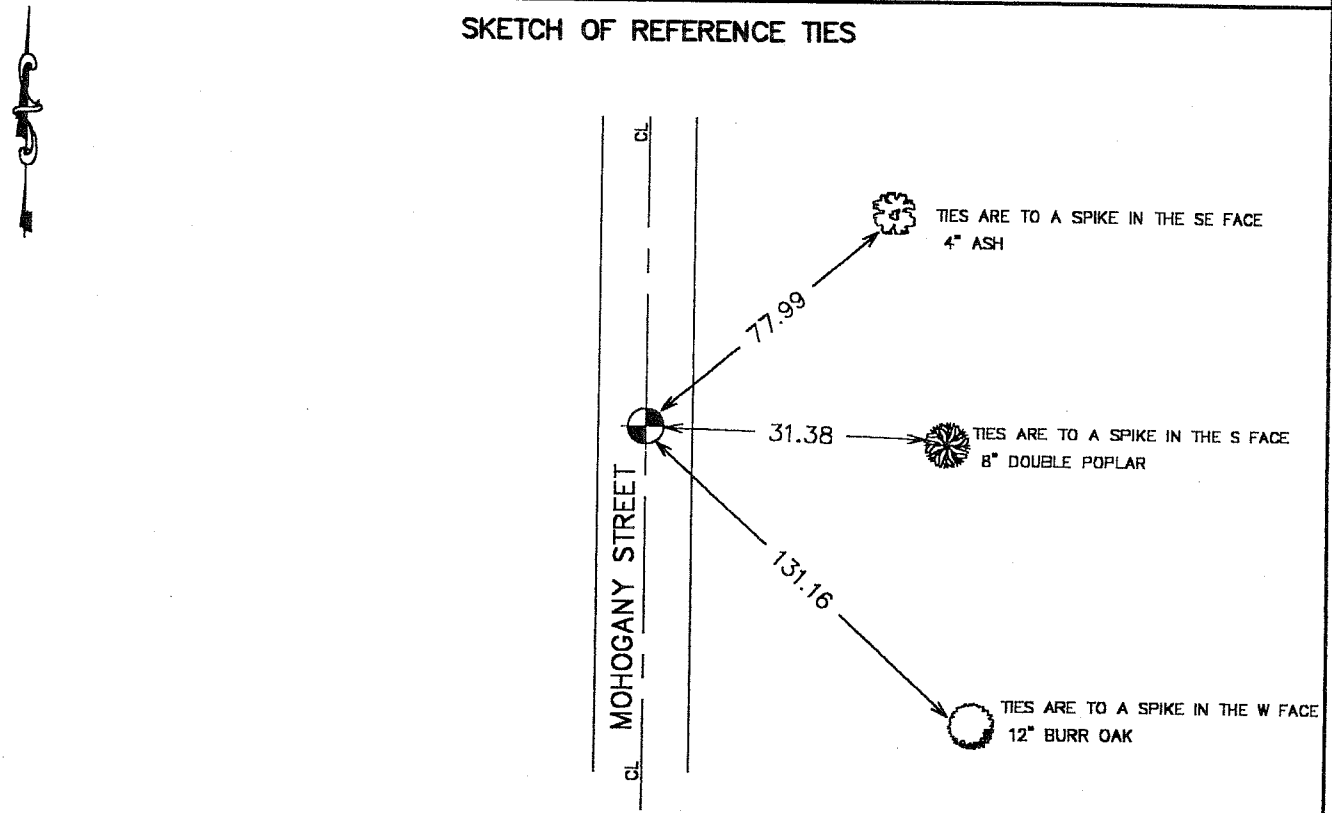 SKETCH OF REFERENCE TIES
CL
4
TIES ARE TO A SPIKE IN THE SE FACE
4" ASH
77.99
31.38
TIES ARE TO A SPIKE IN THE S FACE
8" DOUBLE POPLAR
MOHOGANY STREET
131.16
TIES ARE TO A SPIKE IN THE W FACE
12" BURR OAK
CL